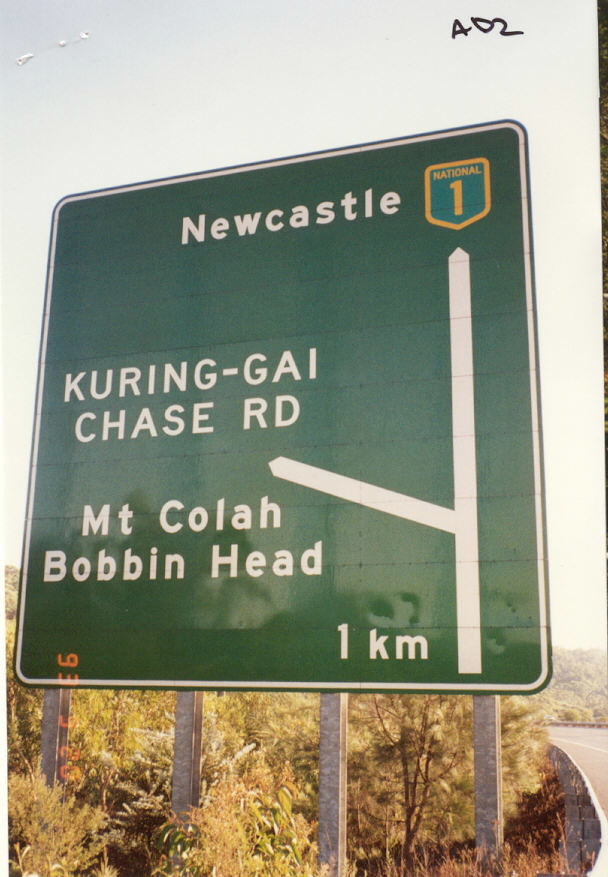 A02
NATIONAL
1
Newcastle
KURING-GAI
CHASE RD
Mt Colah
Bobbin Head
1 km